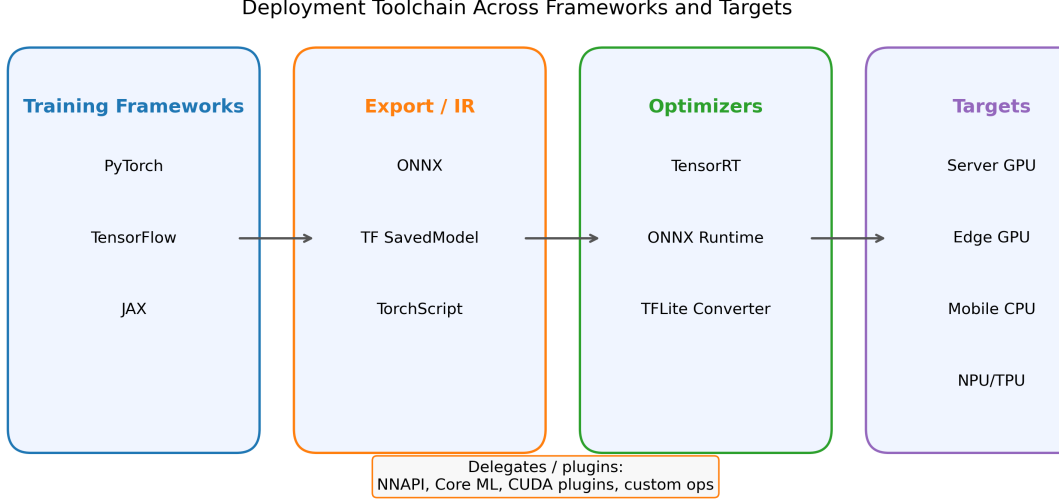 Deployment Toolchain Across Frameworks and Targets
Training Frameworks
PyTorch
TensorFlow
JAX
Export / IR
ONNX
TF SavedModel
TorchScript
Optimizers
TensorRT
ONNX Runtime
TFLite Converter
Targets
Server GPU
Edge GPU
Mobile CPU
NPU/TPU
Delegates / plugins:
NNAPI, Core ML, CUDA plugins, custom ops